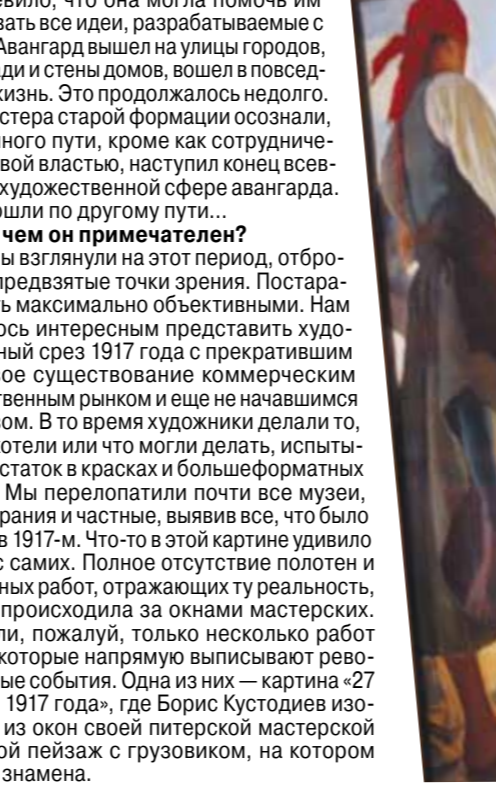 евило, что она могла помочь им
вать все идеи, разрабатываемые с
Авангард вышел на улицы городов,
ди и стены домов, вошел в повсед-
жизнь. Это продолжалось недолго.
стера старой формации осознали,
ного пути, кроме как сотрудниче-
вой властью, наступил конец всев-
художественной сфере авангарда.
ошли по другому пути...
чем он примечателен?
ы взглянули на этот период, отбро-
предвзятые точки зрения. Постара-
ь максимально объективными. Нам
ось интересным представить худо-
ный срез 1917 года с прекратившим
вое существование коммерческим
твенным рынком и еще не начавшимся
вом. В то время художники делали то,
отели или что могли делать, испыты-
статок в красках и большеформатных
Мы перелопатили почти все музеи,
рания и частные, выявив все, что было
в 1917-м. Что-то в этой картине удивило
с самих. Полное отсутствие полотен и
ных работ, отражающих ту реальность,
происходила за окнами мастерских.
ли, пожалуй, только несколько работ
которые напрямую выписывают рево-
ые события. Одна из них — картина «27
1917 года», где Борис Кустодиев изо-
из окон своей питерской мастерской
ой пейзаж с грузовиком, на котором
знамена.